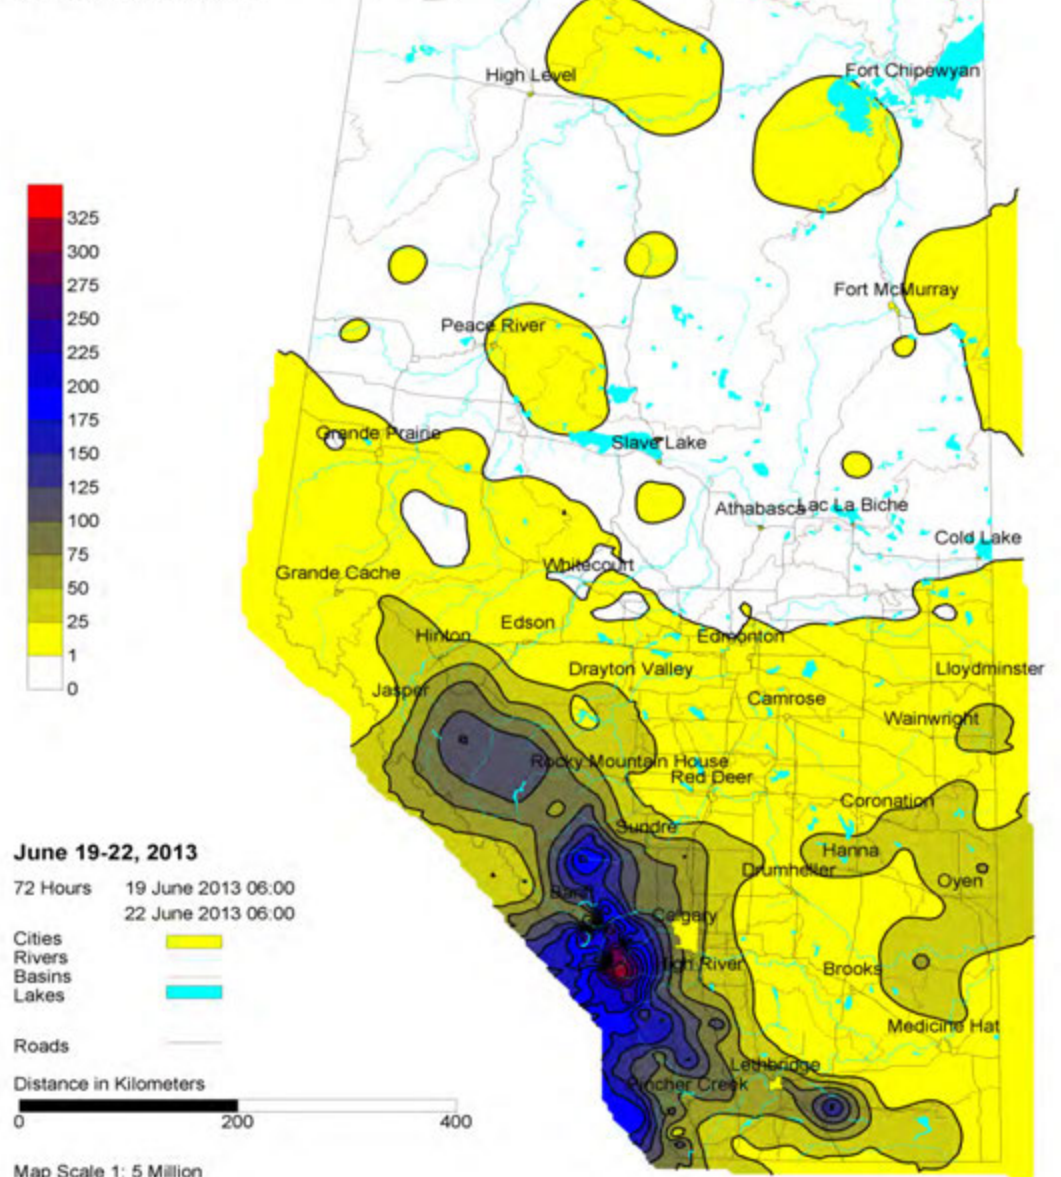 High Level
Fort Chipewyan
325
300
275
250
225
200
175
150
125
100
75
50
25
1
0
Fort McMurray
Peace River
Grande Prairie
Slave Lake
Athabasca
Lac La Biche
Cold Lake
Whitecourt
Grande Cache
Edson
Hinton
Edmonton
Drayton Valley
Lloydminster
Jasper
Camrose
Wainwright
Rocky Mountain House
Red Deer
Coronation
Sundre
Hanna
Drumheller
Oyen
Banff
Calgary
High River
Brooks
Medicine Hat
Lethbridge
Pincher Creek
June 19-22, 2013
72 Hours 19 June 2013 06:00
22 June 2013 06:00
Cities
Rivers
Basins
Lakes
Roads
Distance in Kilometers
0 200 400
Map Scale 1: 5 Million